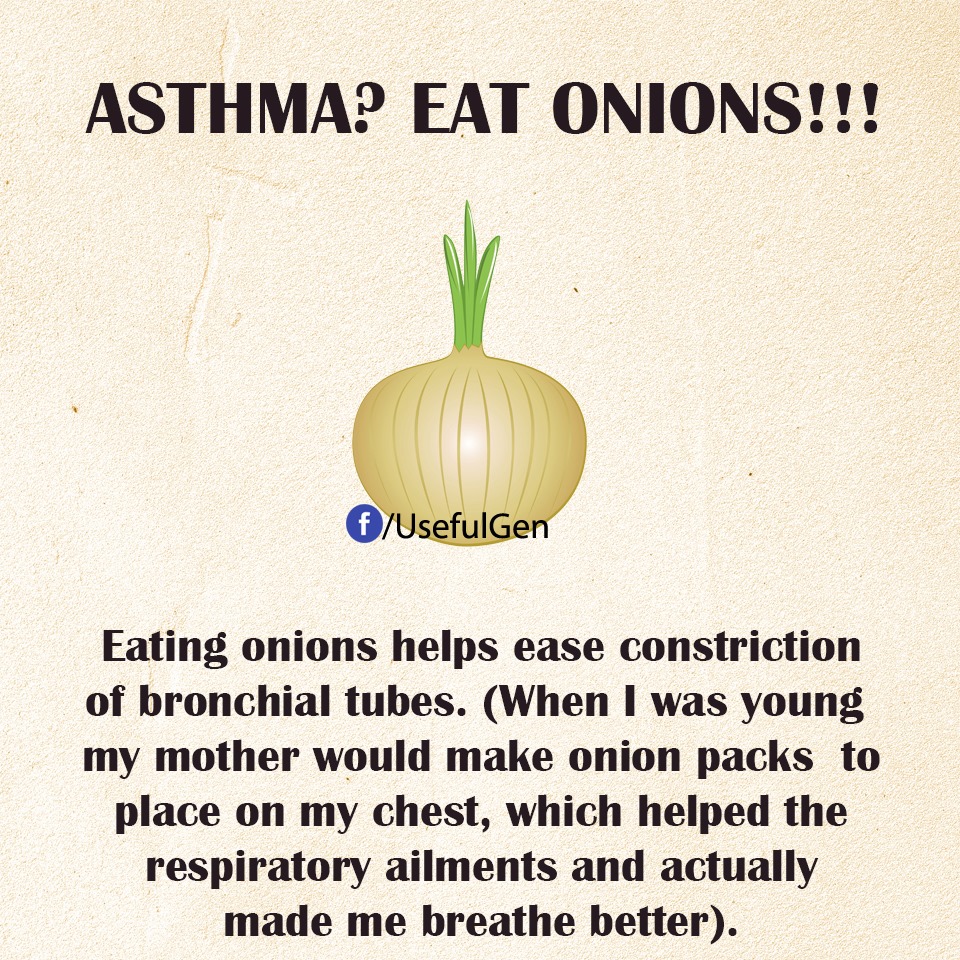 ASTHMA? EAT ONIONS!!!
f/UsefulGen
Eating onions helps ease constriction
of bronchial tubes. (When I was young
my mother would make onion packs to
place on my chest, which helped the
respiratory ailments and actually
made me breathe better).